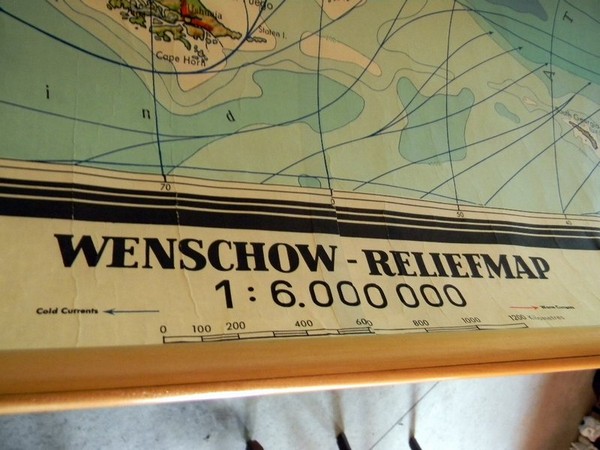 Staten I.
Cape Horn
T
A
i n d
70
50
WENSCHOW - RELIEFMAP
1 : 6.000 000
Cold Currents
0 100 200 400 600 800 1000 1200 Kilometres